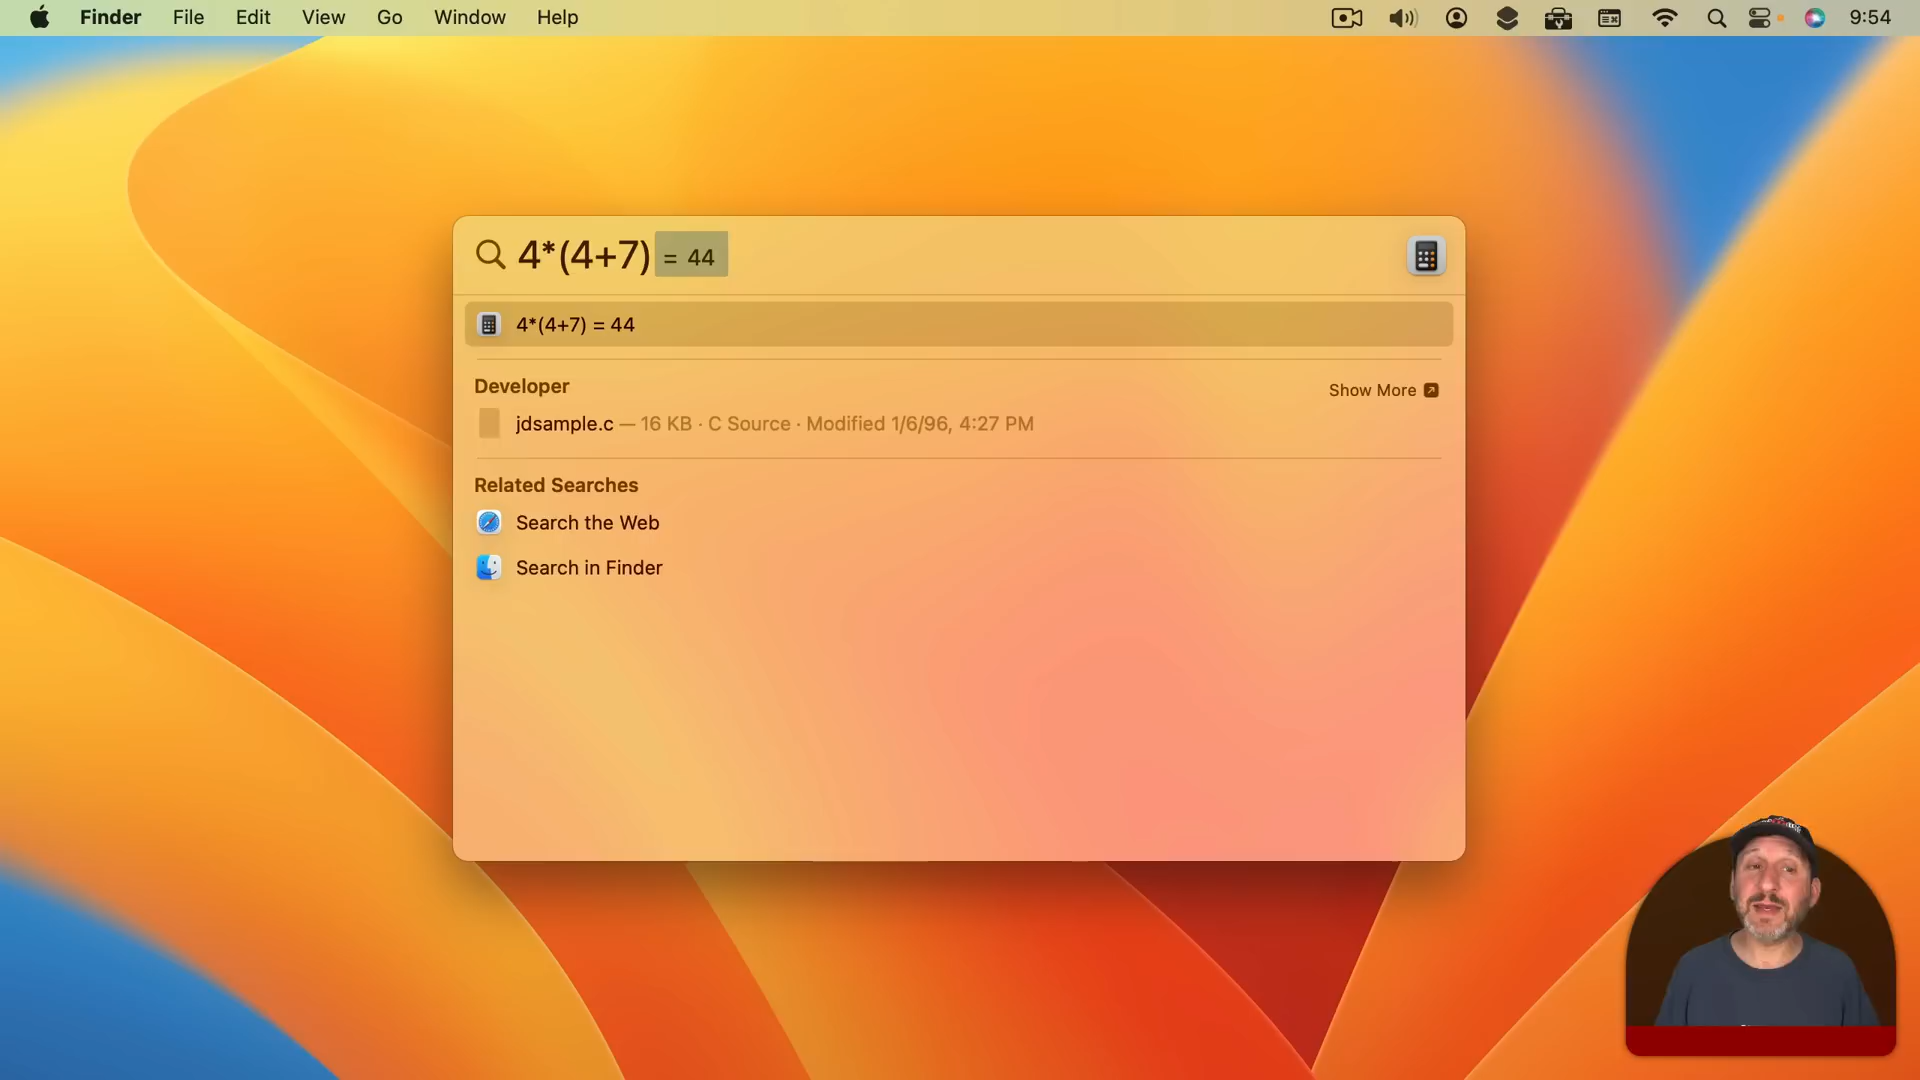 Finder File Edit View Go Window Help 9:54
4*(4+7) = 44
4*(4+7) = 44
Developer Show More
jdsample.c — 16 KB · C Source · Modified 1/6/96, 4:27 PM
Related Searches
Search the Web
Search in Finder